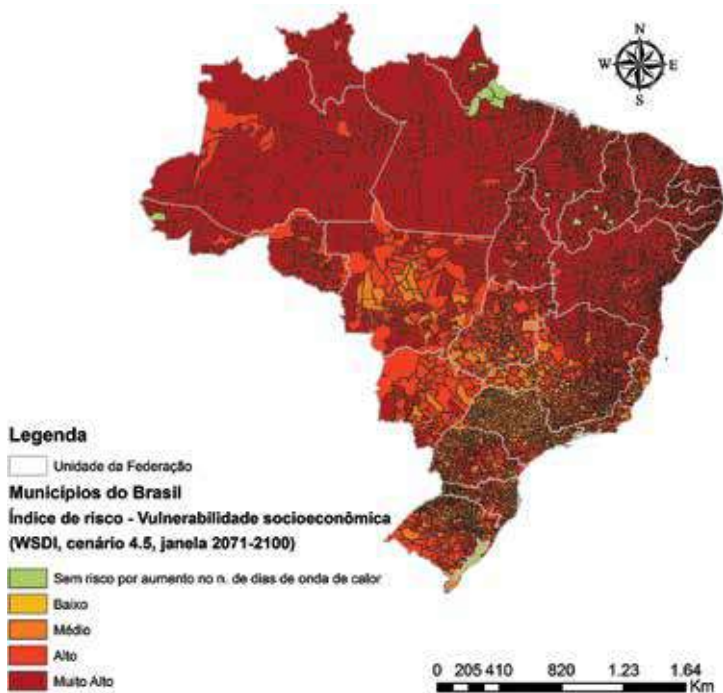 N
W E
S
Legenda
Unidade da Federação
Municípios do Brasil
Índice de risco - Vulnerabilidade socioeconômica
(WSDI, cenário 4.5, janela 2071-2100)
Sem risco por aumento no n. de dias de onda de calor
Baixo
Médio
Alto
Muito Alto
0 205 410 820 1.23 1.64
Km